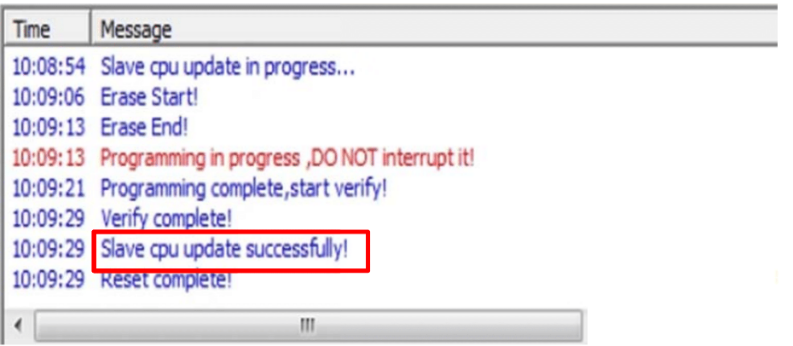 Time Message
10:08:54 Slave cpu update in progress...
10:09:06 Erase Start!
10:09:13 Erase End!
10:09:13 Programming in progress ,DO NOT interrupt it!
10:09:21 Programming complete,start verify!
10:09:29 Verify complete!
10:09:29 Slave cpu update successfully!
10:09:29 Reset complete!